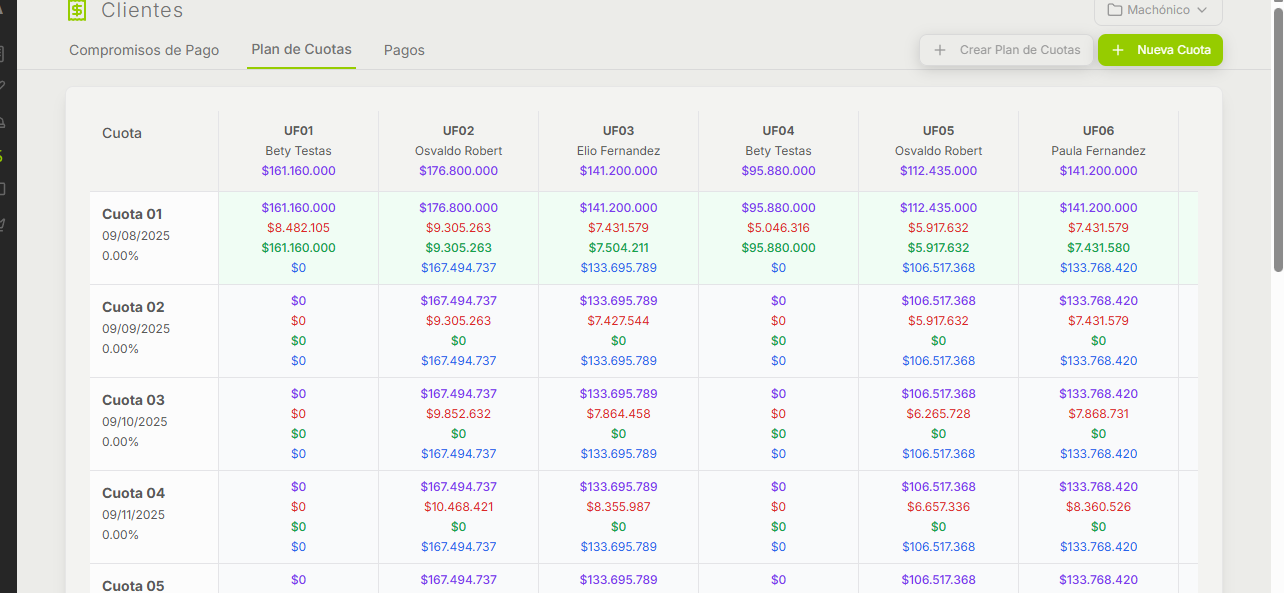 Clientes
Machónico
Compromisos de Pago Plan de Cuotas Pagos
Crear Plan de Cuotas Nueva Cuota
Cuota UF01 UF02 UF03 UF04 UF05 UF06
Bety Testas Osvaldo Robert Elio Fernandez Bety Testas Osvaldo Robert Paula Fernandez
$161.160.000 $176.800.000 $141.200.000 $95.880.000 $112.435.000 $141.200.000
Cuota 01 $161.160.000 $176.800.000 $141.200.000 $95.880.000 $112.435.000 $141.200.000
09/08/2025 $8.482.105 $9.305.263 $7.431.579 $5.046.316 $5.917.632 $7.431.579
0.00% $161.160.000 $9.305.263 $7.504.211 $95.880.000 $5.917.632 $7.431.580
$0 $167.494.737 $133.695.789 $0 $106.517.368 $133.768.420
Cuota 02 $0 $167.494.737 $133.695.789 $0 $106.517.368 $133.768.420
09/09/2025 $0 $9.305.263 $7.427.544 $0 $5.917.632 $7.431.579
0.00% $0 $0 $0 $0 $0 $0
$0 $167.494.737 $133.695.789 $0 $106.517.368 $133.768.420
Cuota 03 $0 $167.494.737 $133.695.789 $0 $106.517.368 $133.768.420
09/10/2025 $0 $9.852.632 $7.864.458 $0 $6.265.728 $7.868.731
0.00% $0 $0 $0 $0 $0 $0
$0 $167.494.737 $133.695.789 $0 $106.517.368 $133.768.420
Cuota 04 $0 $167.494.737 $133.695.789 $0 $106.517.368 $133.768.420
09/11/2025 $0 $10.468.421 $8.355.987 $0 $6.657.336 $8.360.526
0.00% $0 $0 $0 $0 $0 $0
$0 $167.494.737 $133.695.789 $0 $106.517.368 $133.768.420
Cuota 05 $0 $167.494.737 $133.695.789 $0 $106.517.368 $133.768.420